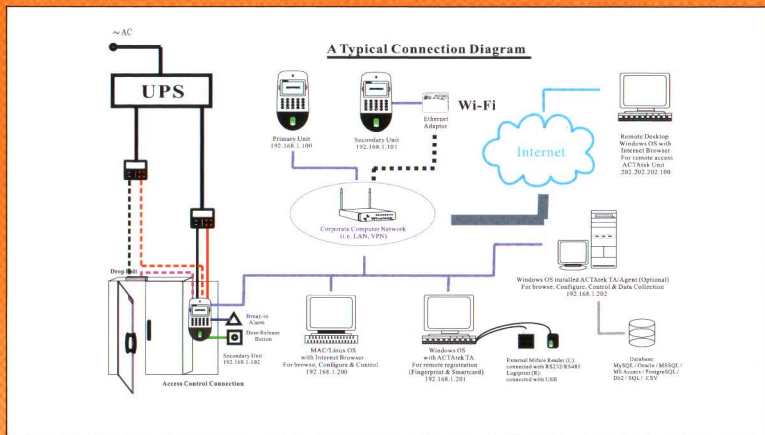 ~AC
A Typical Connection Diagram
UPS
Primary Unit
192.168.1.100
Secondary Unit
192.168.1.101
Ethernet
Adaptor
Wi-Fi
Internet
Remote Desktop
Windows OS with
Internet Browser
For remote access
ACTAtek Unit
202.202.202.100
Wireless
Corporate Computer Network
(i.e. LAN, VPN)
Drop Bolt
Break-in
Alarm
Door Release
Button
Secondary Unit
192.168.1.102
Access Control Connection
MAC/Linux OS
with Internet Browser
For browse, Configure & Control
192.168.1.200
Windows OS
with ACTAtek TA
For remote registration
(Fingerprint & Smartcard)
192.168.1.201
External Mifare Reader (L):
connected with RS232/RS485
Logiprint (R):
connected with USB
Windows OS installed ACTAtek TA/Agent (Optional)
For browse, Configure, Control & Data Collection
192.168.1.202
Database:
MySQL / Oracle / MSSQL /
MS Access / PostgreSQL /
Db2 / SQL / CSV